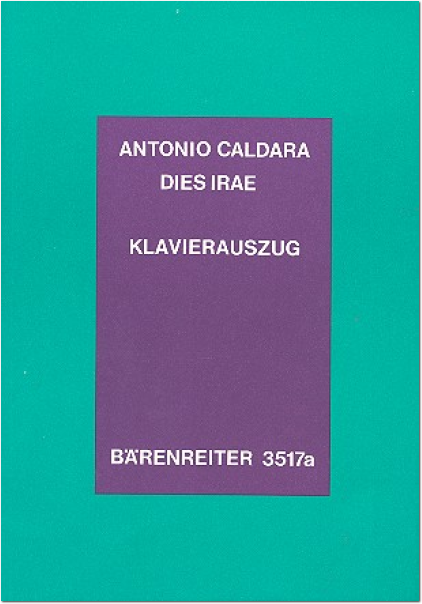 ANTONIO CALDARA
DIES IRAE
KLAVIERAUSZUG
BÄRENREITER 3517a